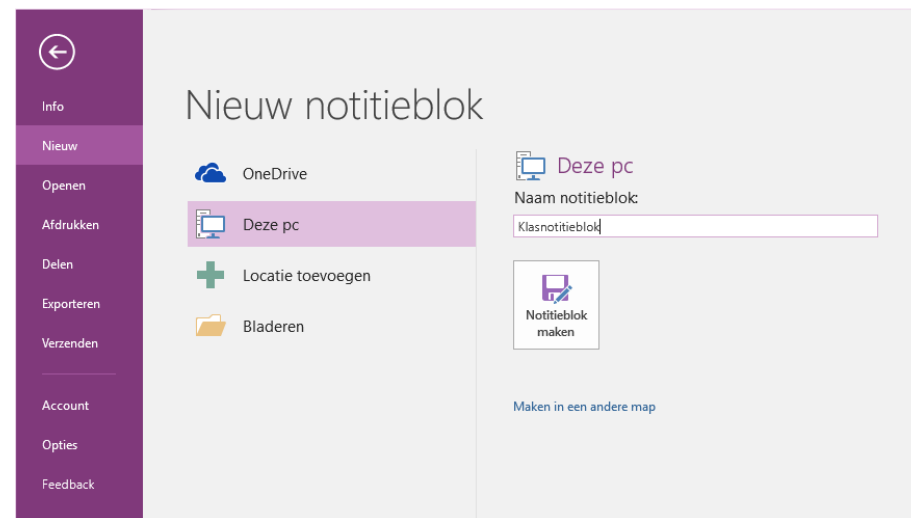 Info
Nieuw
Openen
Afdrukken
Delen
Exporteren
Verzenden
Account
Opties
Feedback
Nieuw notitieblok
OneDrive
Deze pc
Locatie toevoegen
Bladeren
Deze pc
Naam notitieblok:
Klasnotitieblok
Notitieblok
maken
Maken in een andere map